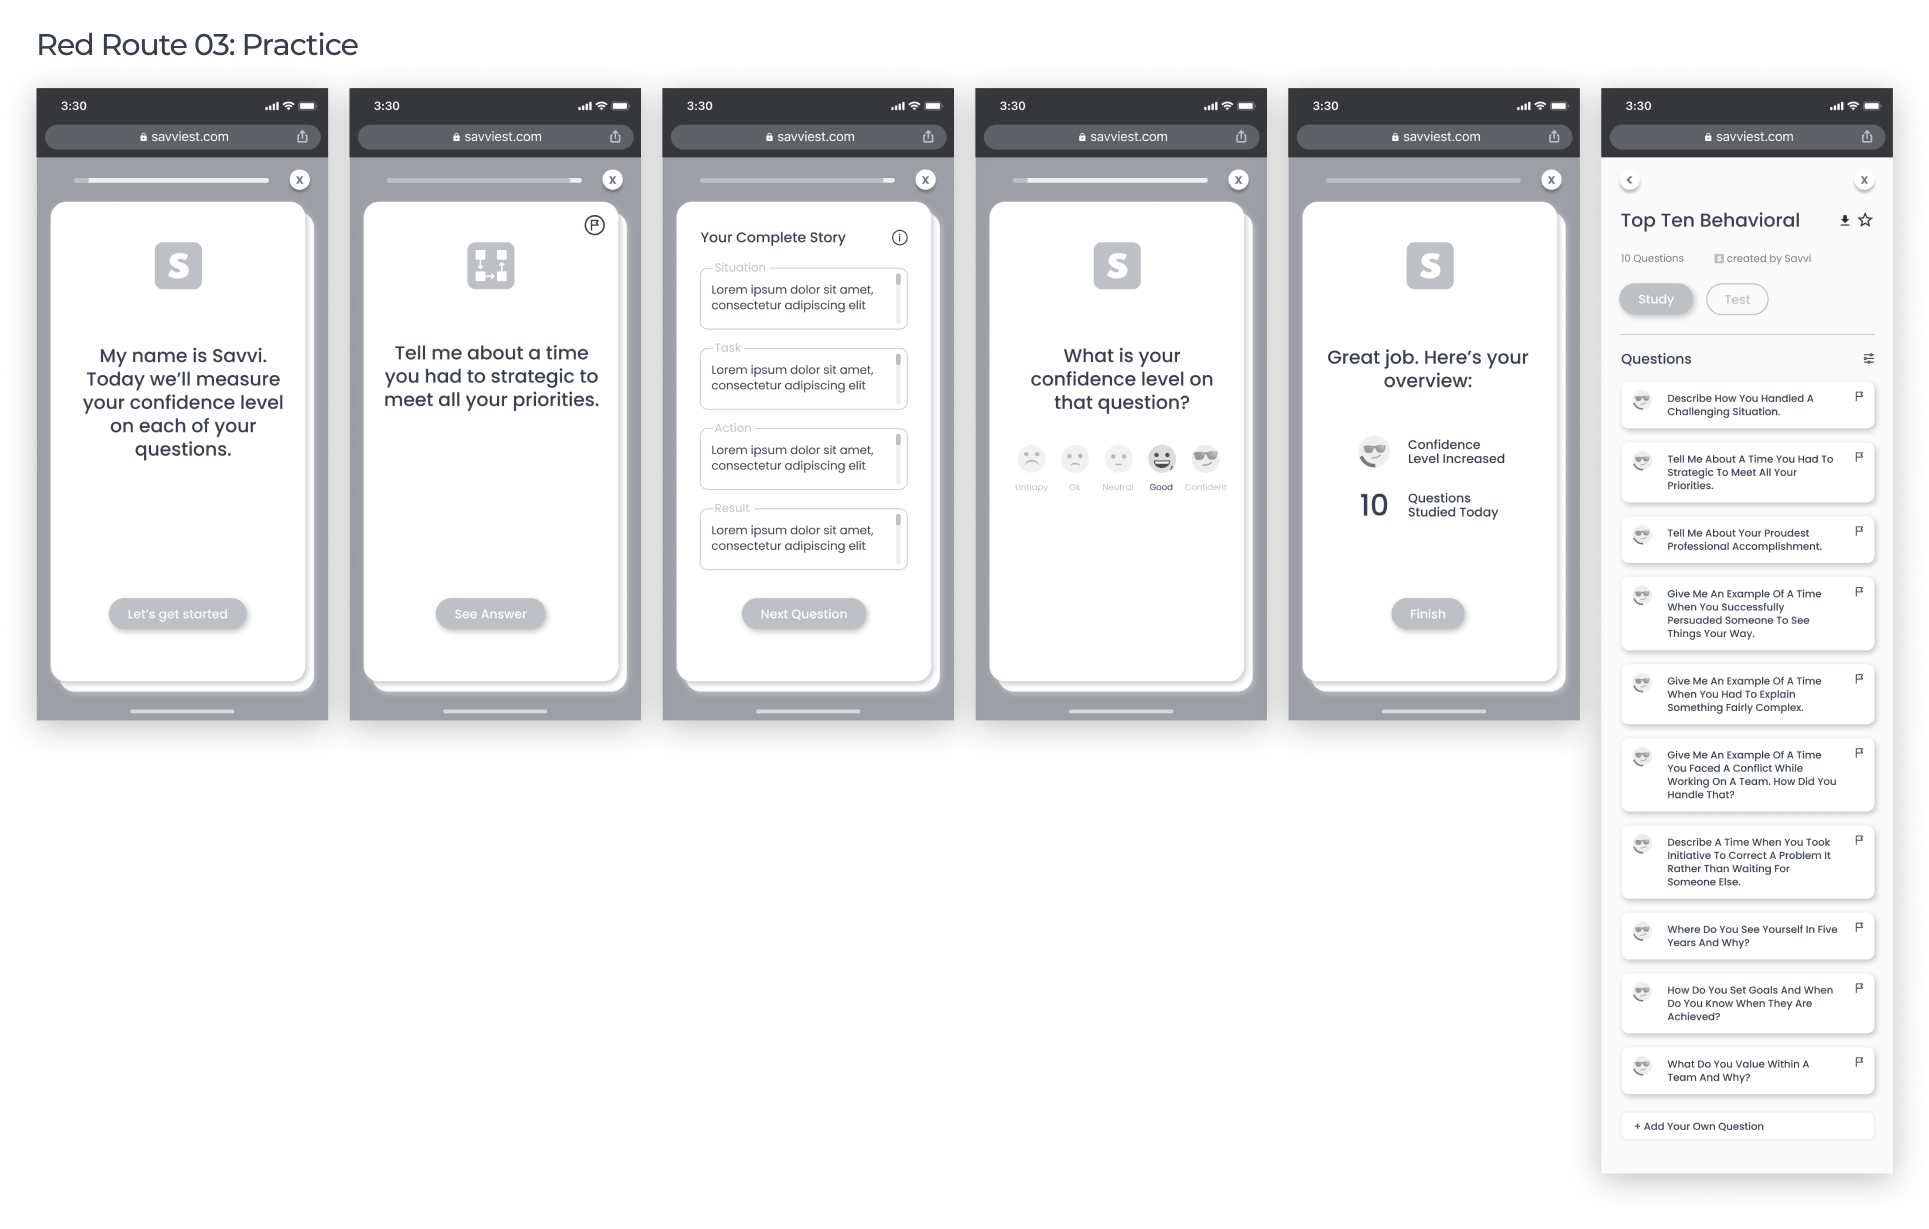 Red Route 03: Practice
3:30
savviest.com
X
S
My name is Savvi.
Today we'll measure
your confidence level
on each of your
questions.
Let's get started
3:30
savviest.com
X
Tell me about a time
you had to strategic to
meet all your priorities.
See Answer
3:30
savviest.com
X
Your Complete Story
i
Situation
Lorem ipsum dolor sit amet,
consectetur adipiscing elit
Task
Lorem ipsum dolor sit amet,
consectetur adipiscing elit
Action
Lorem ipsum dolor sit amet,
consectetur adipiscing elit
Result
Lorem ipsum dolor sit amet,
consectetur adipiscing elit
Next Question
3:30
savviest.com
X
S
What is your
confidence level on
that question?
Unhapy Ok Neutral Good Confident
3:30
savviest.com
X
S
Great job. Here's your
overview:
Confidence
Level Increased
10 Questions
Studied Today
Finish
3:30
savviest.com
< X
Top Ten Behavioral
10 Questions S created by Savvi
Study Test
Questions
Describe How You Handled A
Challenging Situation.
Tell Me About A Time You Had To
Strategic To Meet All Your
Priorities.
Tell Me About Your Proudest
Professional Accomplishment.
Give Me An Example Of A Time
When You Successfully
Persuaded Someone To See
Things Your Way.
Give Me An Example Of A Time
When You Had To Explain
Something Fairly Complex.
Give Me An Example Of A Time
You Faced A Conflict While
Working On A Team. How Did You
Handle That?
Describe A Time When You Took
Initiative To Correct A Problem It
Rather Than Waiting For
Someone Else.
Where Do You See Yourself In Five
Years And Why?
How Do You Set Goals And When
Do You Know When They Are
Achieved?
What Do You Value Within A
Team And Why?
+ Add Your Own Question